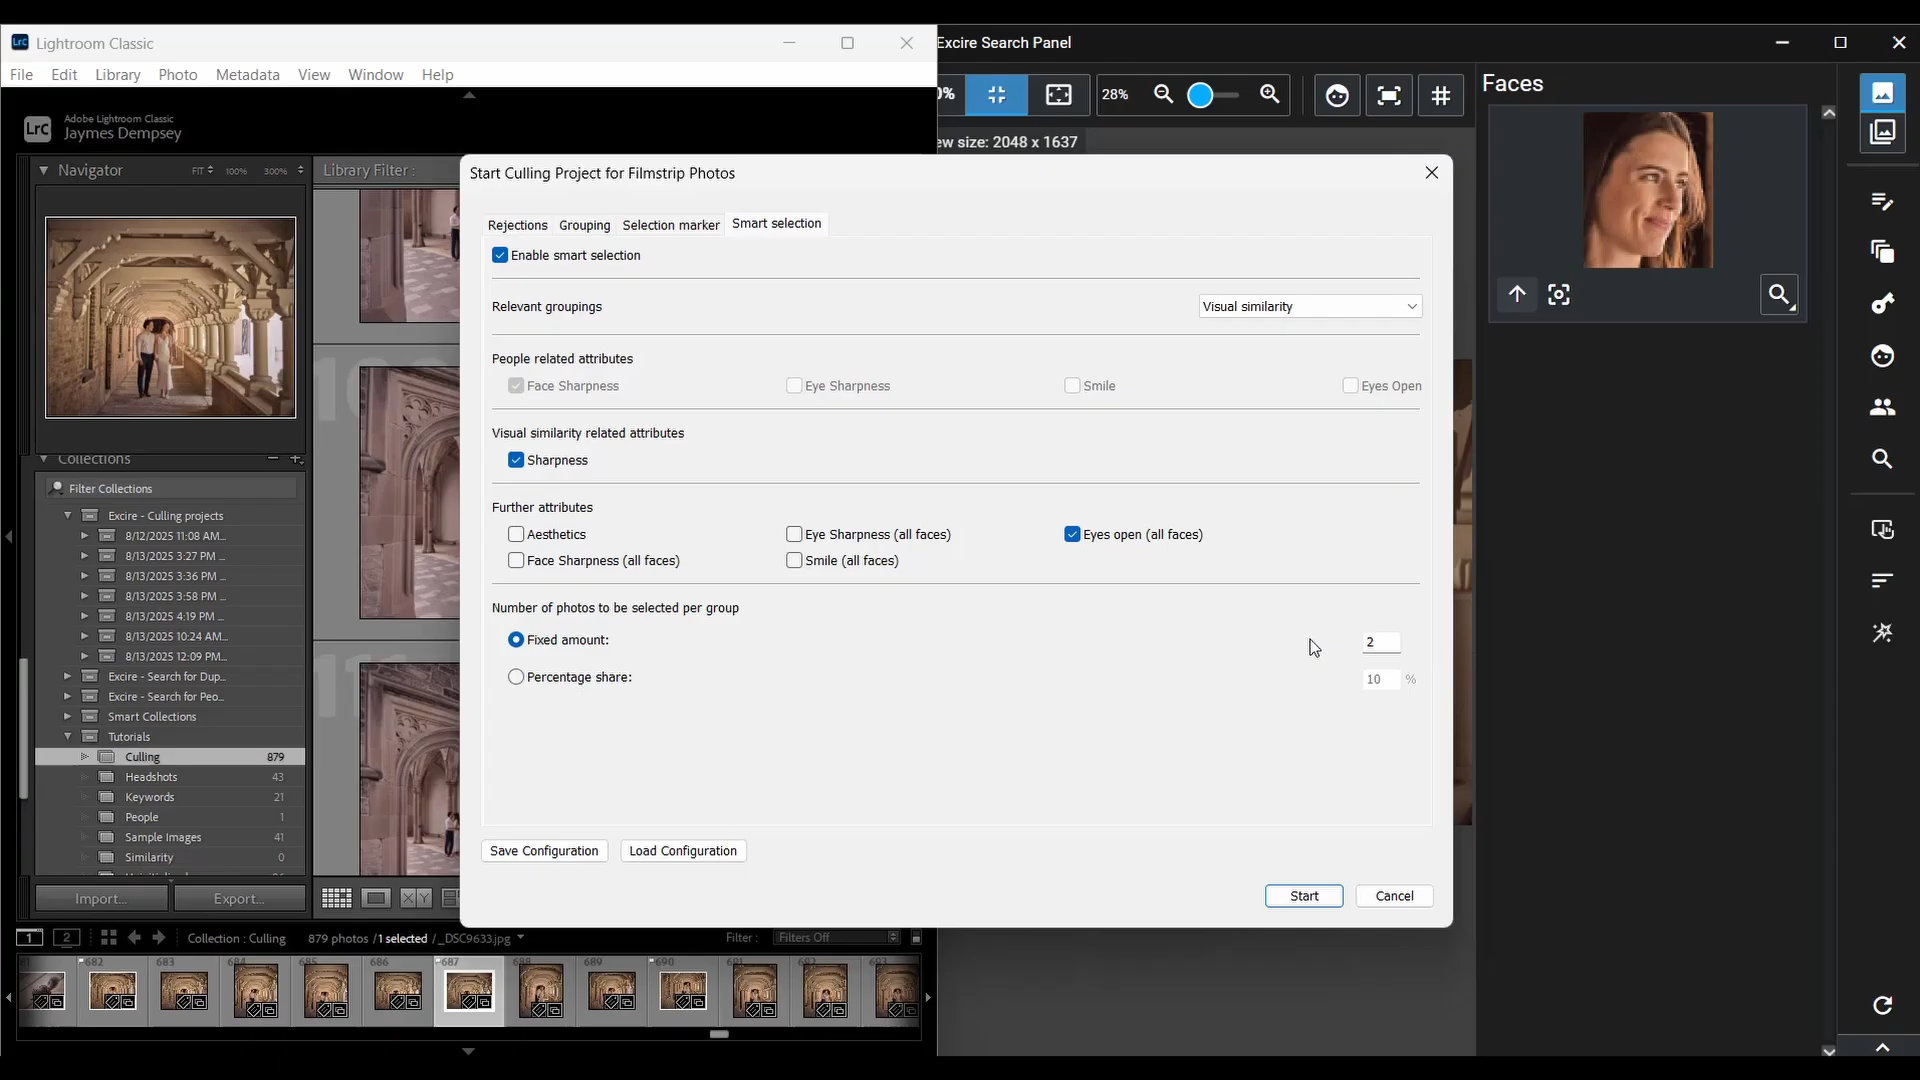 Lrc Lightroom Classic
File Edit Library Photo Metadata View Window Help
Lrc
Adobe Lightroom Classic
Jaymes Dempsey
Navigator FIT 100% 300%
Library Filter :
Collections
Filter Collections
Excire - Culling projects
8/12/2025 11:08 AM...
8/13/2025 3:27 PM ...
8/13/2025 3:36 PM ...
8/13/2025 3:58 PM ...
8/13/2025 4:19 PM ...
8/13/2025 10:24 AM...
8/13/2025 12:09 PM...
Excire - Search for Dup...
Excire - Search for Peo...
Smart Collections
Tutorials
Culling 879
Headshots 43
Keywords 21
People 1
Sample Images 41
Similarity 0
Import... Export... X Y
1 2 Collection : Culling 879 photos / 1 selected / _DSC9633.jpg Filter : Filters Off
682 683 684 685 686 687 688 689 690 691 692 693
Start Culling Project for Filmstrip Photos
Rejections Grouping Selection marker Smart selection
Enable smart selection
Relevant groupings Visual similarity
People related attributes
Face Sharpness Eye Sharpness Smile Eyes Open
Visual similarity related attributes
Sharpness
Further attributes
Aesthetics Eye Sharpness (all faces) Eyes open (all faces)
Face Sharpness (all faces) Smile (all faces)
Number of photos to be selected per group
Fixed amount: 2
Percentage share: 10 %
Save Configuration Load Configuration
Start Cancel
Excire Search Panel
0% 28%
ew size: 2048 x 1637
Faces